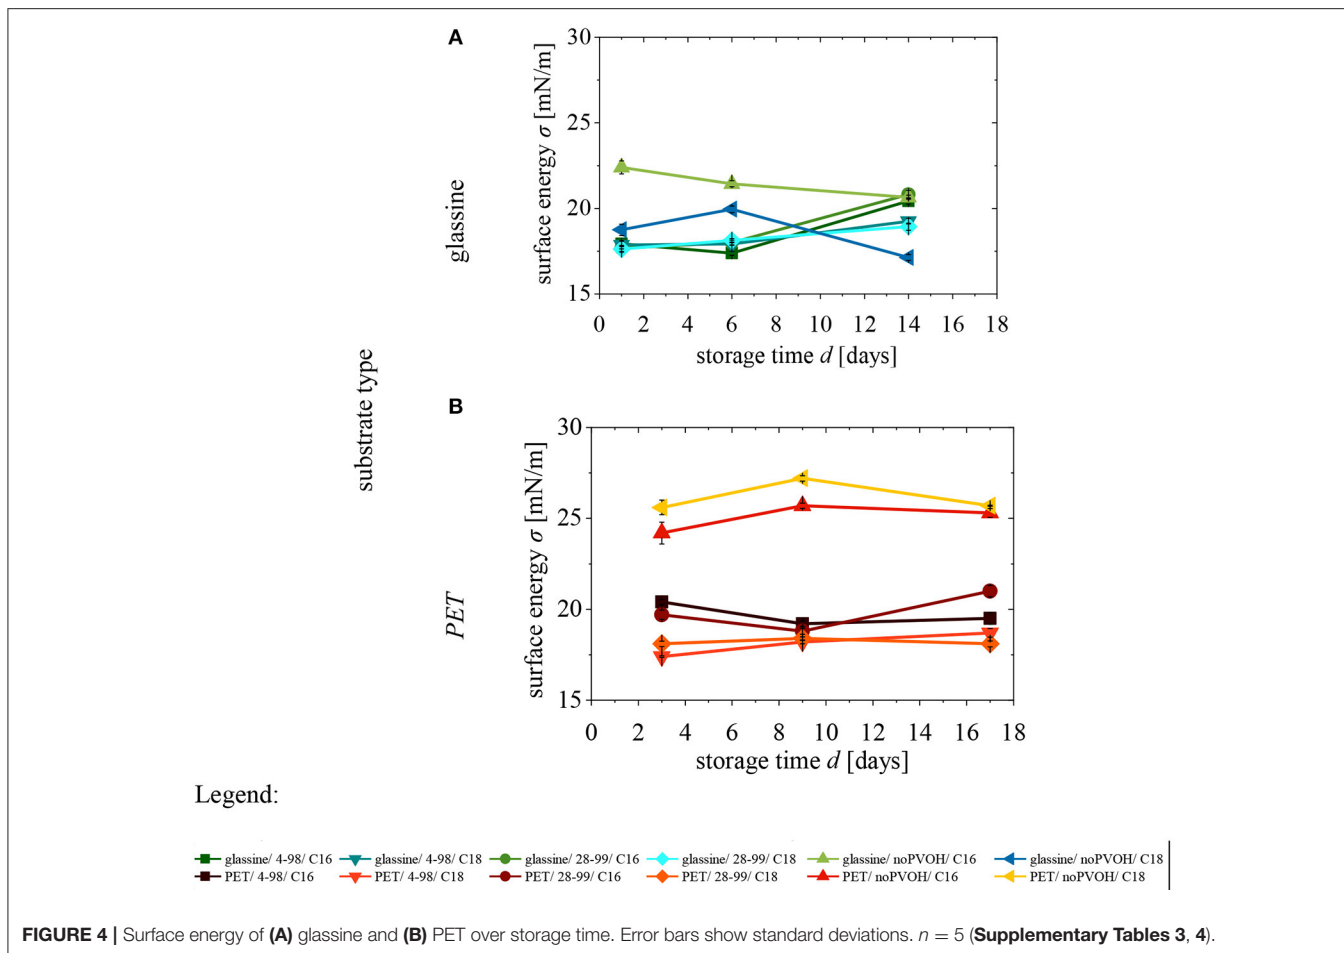 A
30
25
20
15
surface energy σ [mN/m]
0 2 4 6 8 10 12 14 16 18
storage time d [days]
glassine
substrate type
B
30
25
20
15
surface energy σ [mN/m]
0 2 4 6 8 10 12 14 16 18
storage time d [days]
PET
Legend:
glassine/ 4-98/ C16 glassine/ 4-98/ C18 glassine/ 28-99/ C16 glassine/ 28-99/ C18 glassine/ noPVOH/ C16 glassine/ noPVOH/ C18
PET/ 4-98/ C16 PET/ 4-98/ C18 PET/ 28-99/ C16 PET/ 28-99/ C18 PET/ noPVOH/ C16 PET/ noPVOH/ C18
FIGURE 4 | Surface energy of (A) glassine and (B) PET over storage time. Error bars show standard deviations. n = 5 (Supplementary Tables 3, 4).